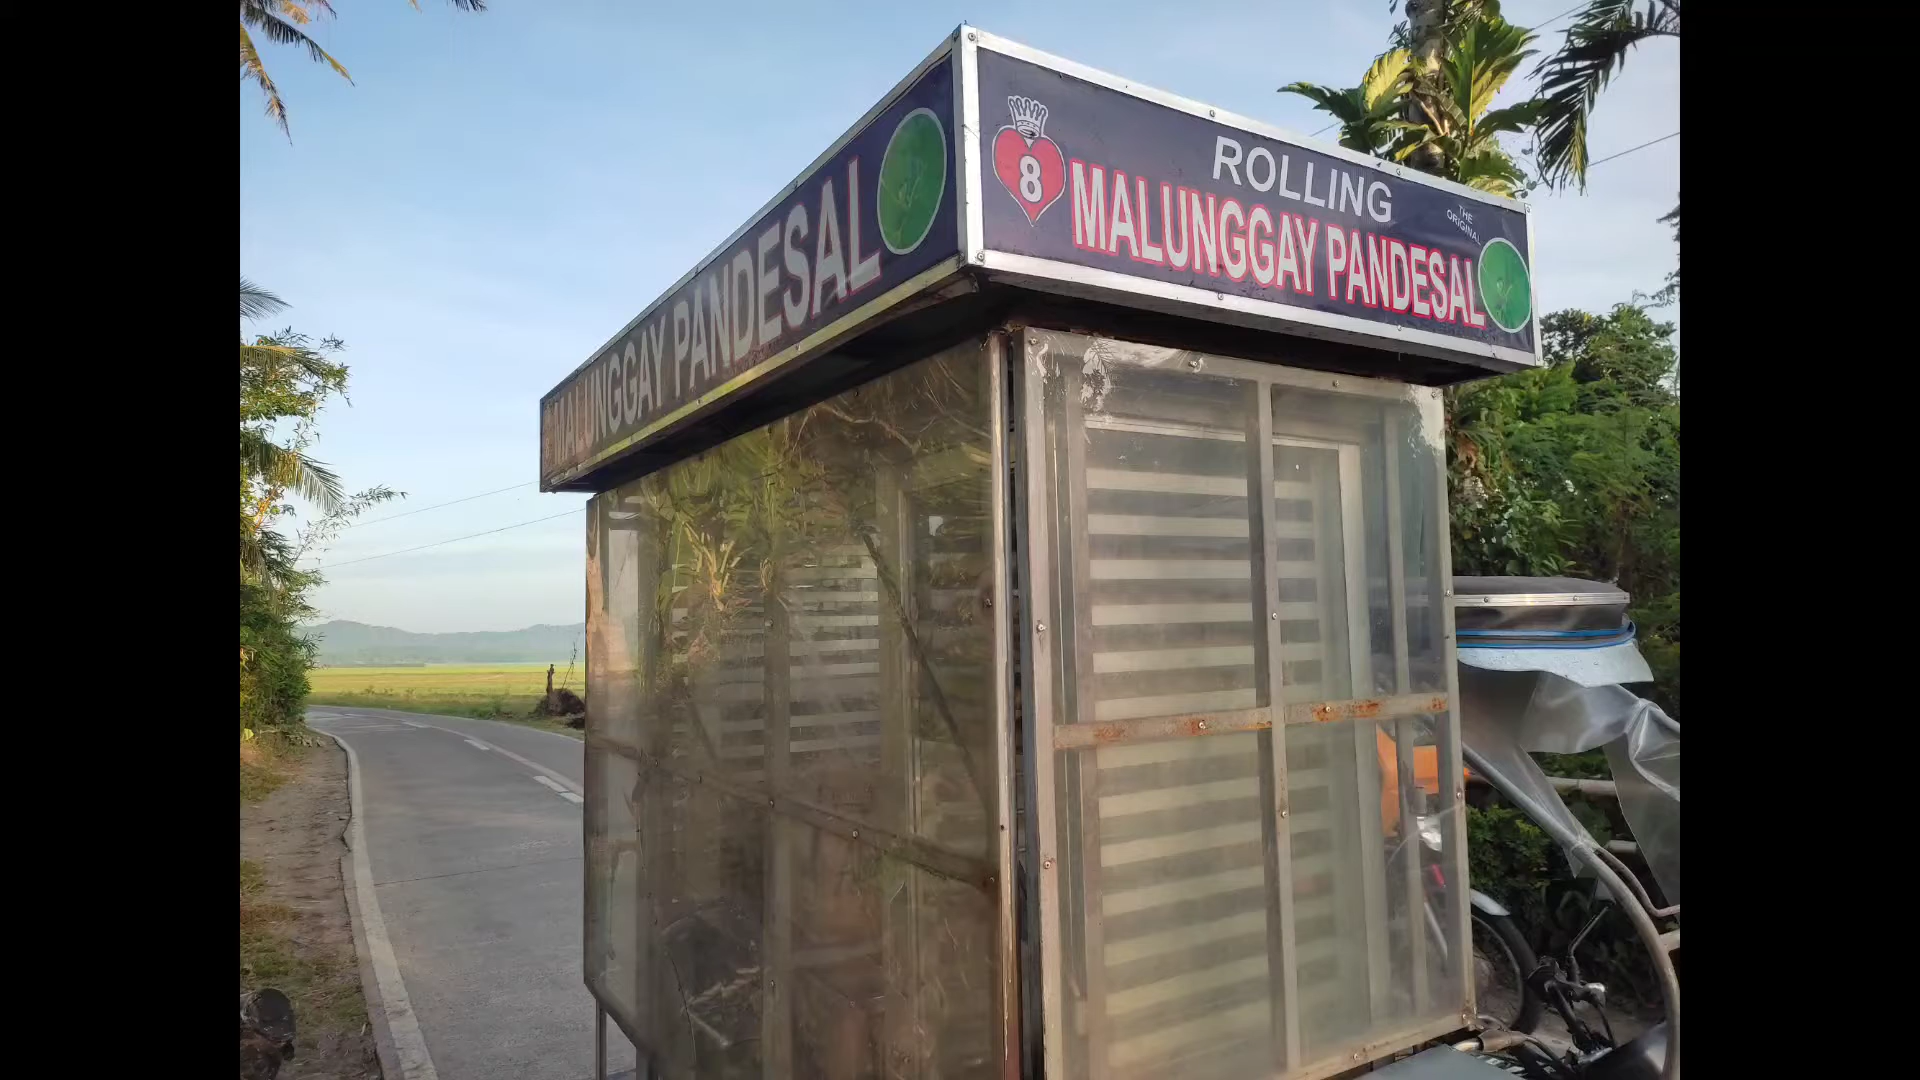 MALUNGGAY PANDESAL
8
ROLLING
THE
ORIGINAL
MALUNGGAY PANDESAL